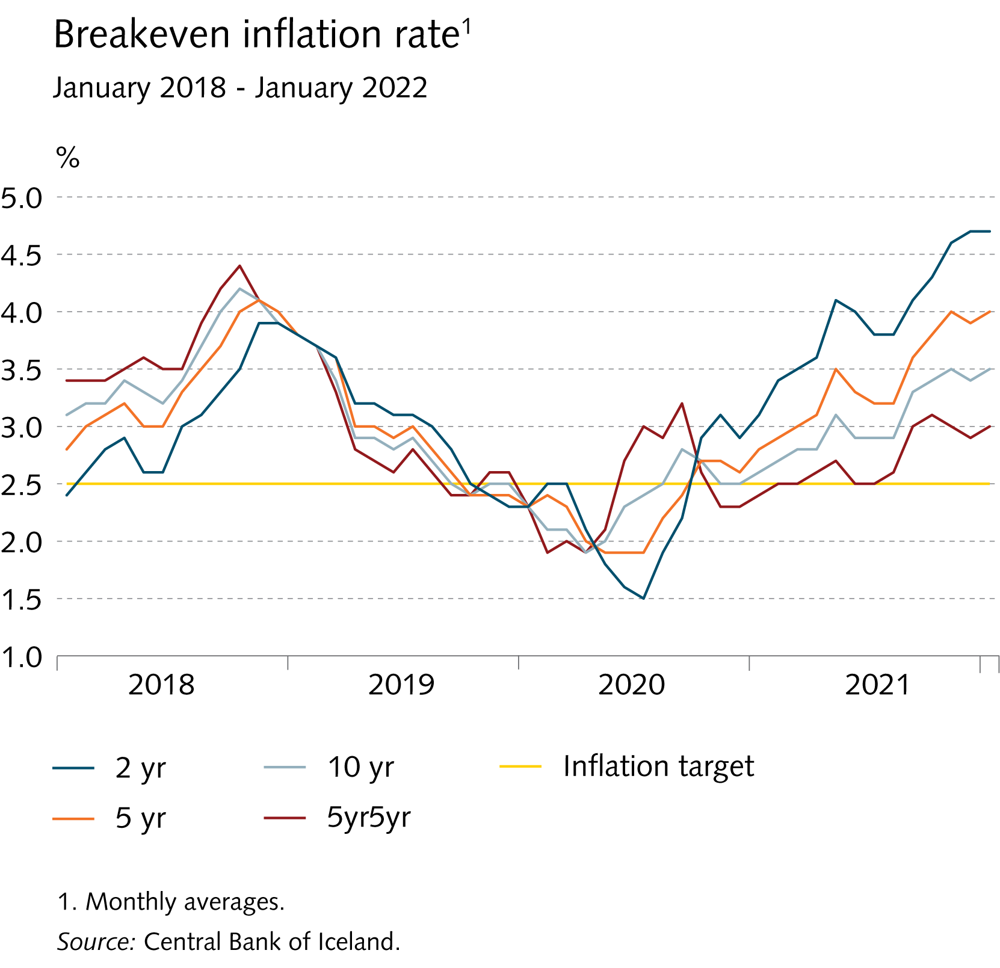 Breakeven inflation rate¹
January 2018 - January 2022
%
5.0
4.5
4.0
3.5
3.0
2.5
2.0
1.5
1.0
2018 2019 2020 2021
2 yr 10 yr Inflation target
5 yr 5yr5yr
1. Monthly averages.
Source: Central Bank of Iceland.